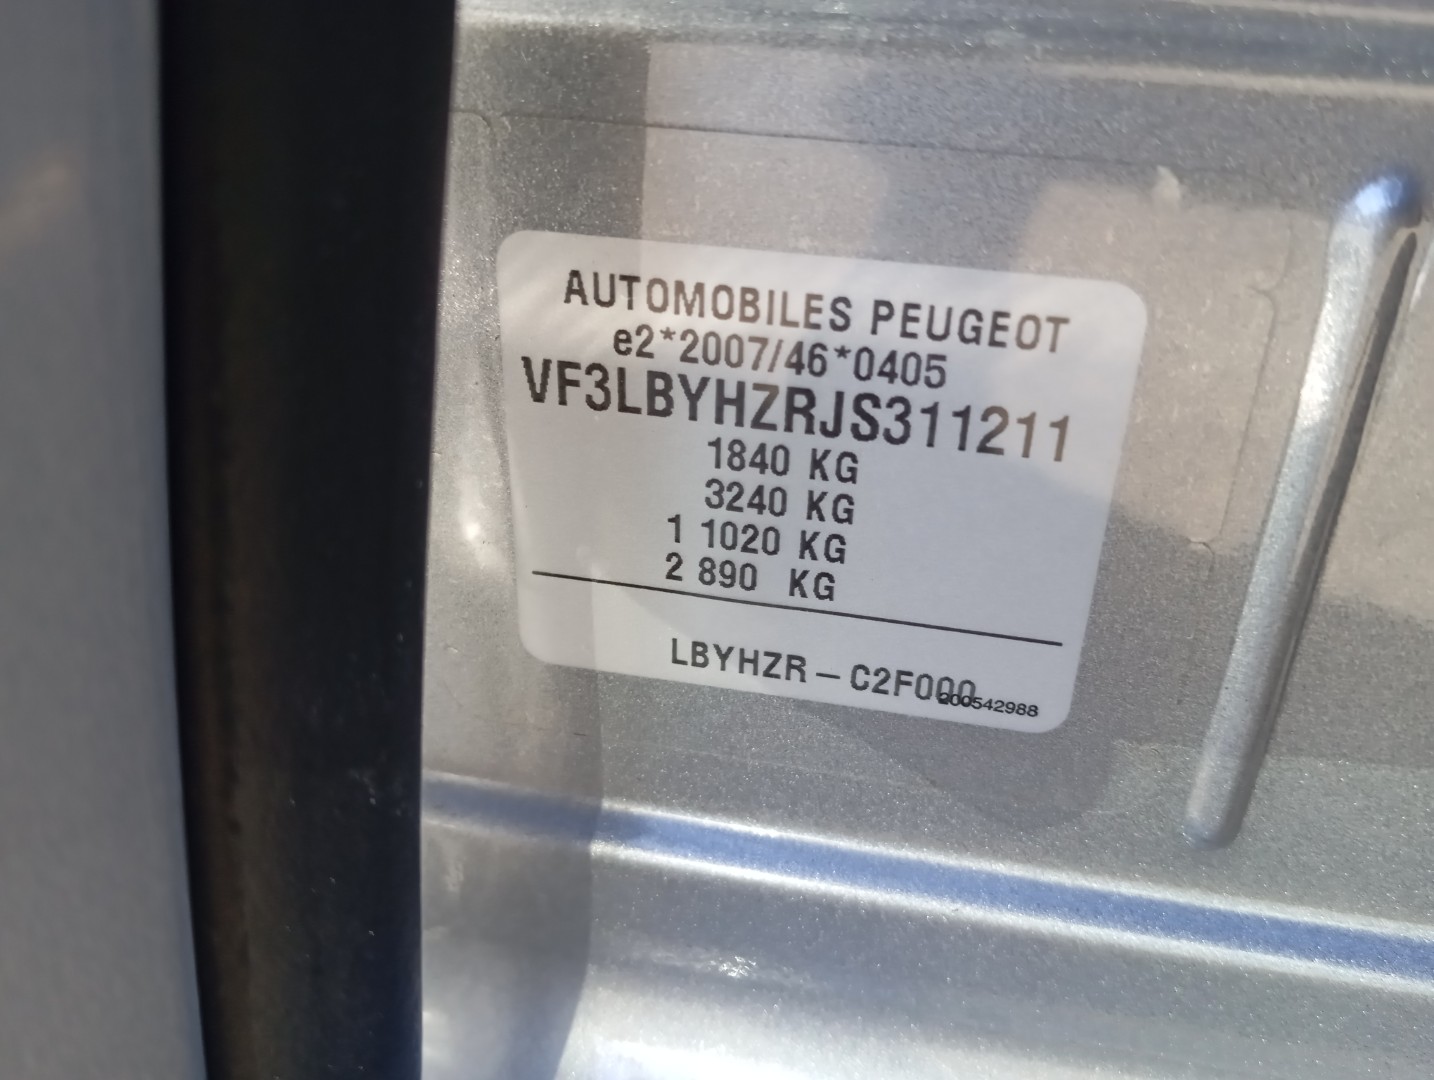 AUTOMOBILES PEUGEOT
e2*2007/46*0405
VF3LBYHZRJS311211
1840 KG
3240 KG
1 1020 KG
2 890 KG
LBYHZR – C2F000
200542988